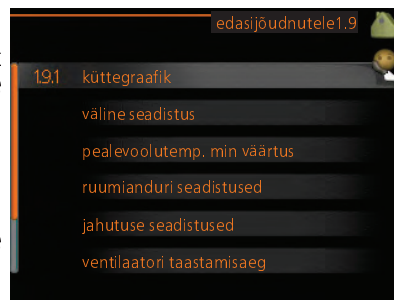 edasijõudnutele1.9
1.9.1 küttegraafik
väline seadistus
pealevoolutemp. min väärtus
ruumianduri seadistused
jahutuse seadistused
ventilaatori taastamisaeg